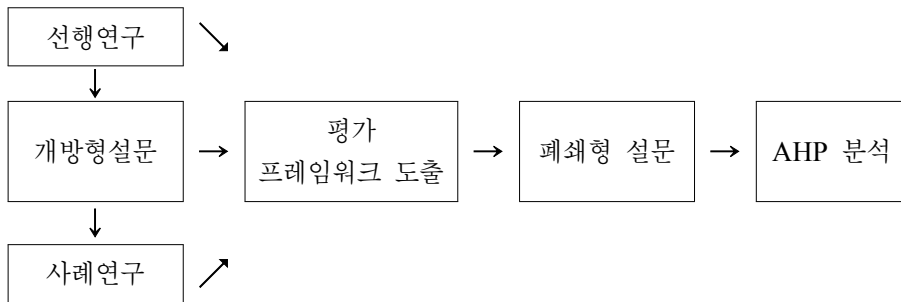 선행연구
개방형설문
평가
프레임워크 도출
폐쇄형 설문
AHP 분석
사례연구